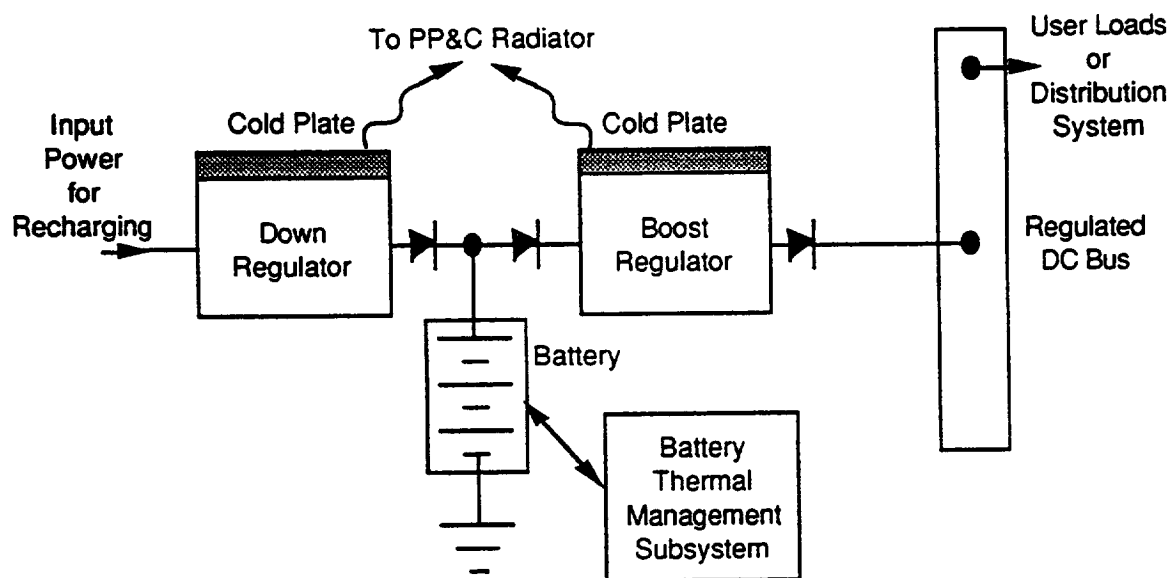 To PP&C Radiator
User Loads
or
Distribution
System
Input
Power
for
Recharging
Cold Plate
Cold Plate
Down
Regulator
Boost
Regulator
Regulated
DC Bus
Battery
Battery
Thermal
Management
Subsystem